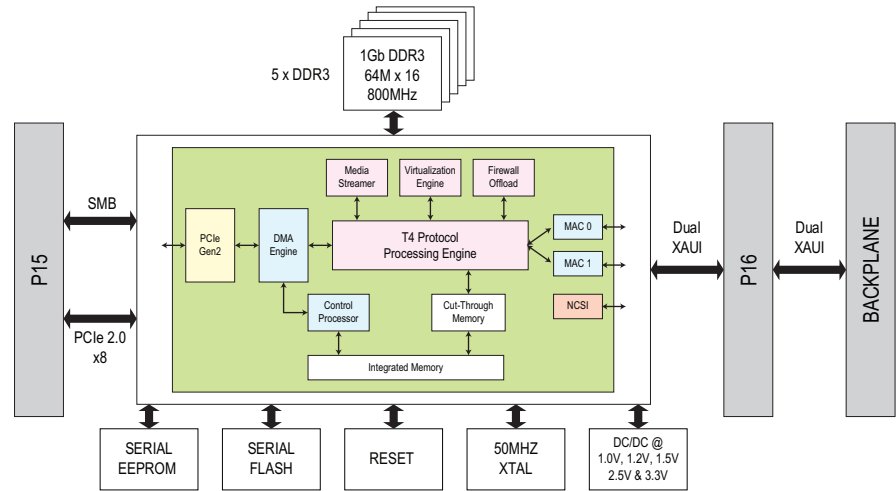 5 x DDR3
1Gb DDR3
64M x 16
800MHz
P15
SMB
PCIe 2.0
x8
Media
Streamer
Virtualization
Engine
Firewall
Offload
PCIe
Gen2
DMA
Engine
T4 Protocol
Processing Engine
MAC 0
MAC 1
NCSI
Control
Processor
Cut-Through
Memory
Integrated Memory
Dual
XAUI
P16
Dual
XAUI
BACKPLANE
SERIAL
EEPROM
SERIAL
FLASH
RESET
50MHZ
XTAL
DC/DC @
1.0V, 1.2V, 1.5V
2.5V & 3.3V